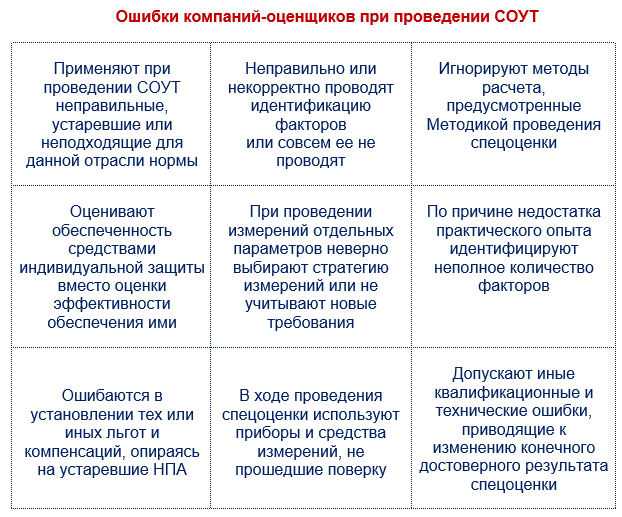 Ошибки компаний-оценщиков при проведении СОУТ
Применяют при
проведении СОУТ
неправильные,
устаревшие или
неподходящие для
данной отрасли нормы
Неправильно или
некорректно проводят
идентификацию
факторов
или совсем ее не
проводят
Игнорируют методы
расчета,
предусмотренные
Методикой проведения
спецоценки
Оценивают
обеспеченность
средствами
индивидуальной защиты
вместо оценки
эффективности
обеспечения ими
При проведении
измерений отдельных
параметров неверно
выбирают стратегию
измерений или не
учитывают новые
требования
По причине недостатка
практического опыта
идентифицируют
неполное количество
факторов
Ошибаются в
установлении тех или
иных льгот и
компенсаций, опираясь
на устаревшие НПА
В ходе проведения
спецоценки используют
приборы и средства
измерений, не
прошедшие поверку
Допускают иные
квалификационные и
технические ошибки,
приводящие к
изменению конечного
достоверного результата
спецоценки